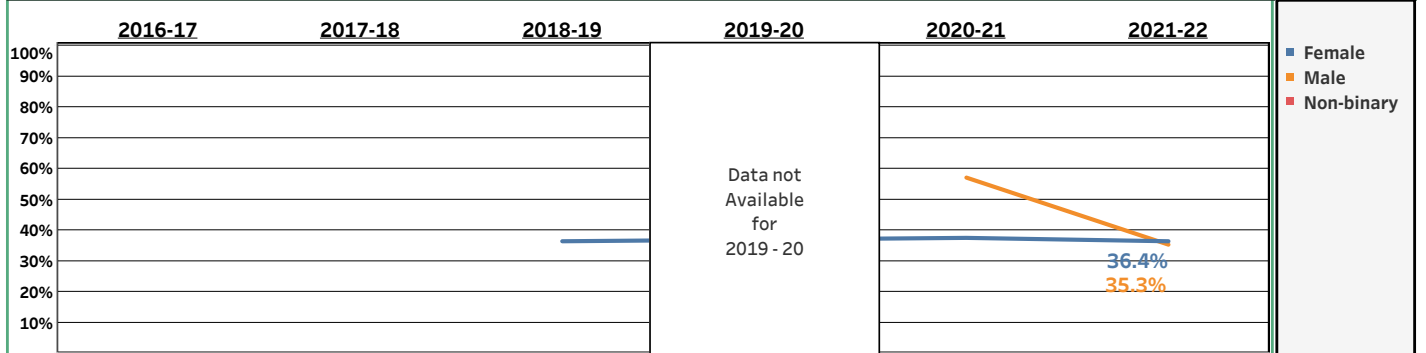 2016-17 2017-18 2018-19 2019-20 2020-21 2021-22
100%
90%
80%
70%
60%
50%
40%
30%
20%
10%
Data not
Available
for
2019 - 20
36.4%
35.3%
Female
Male
Non-binary